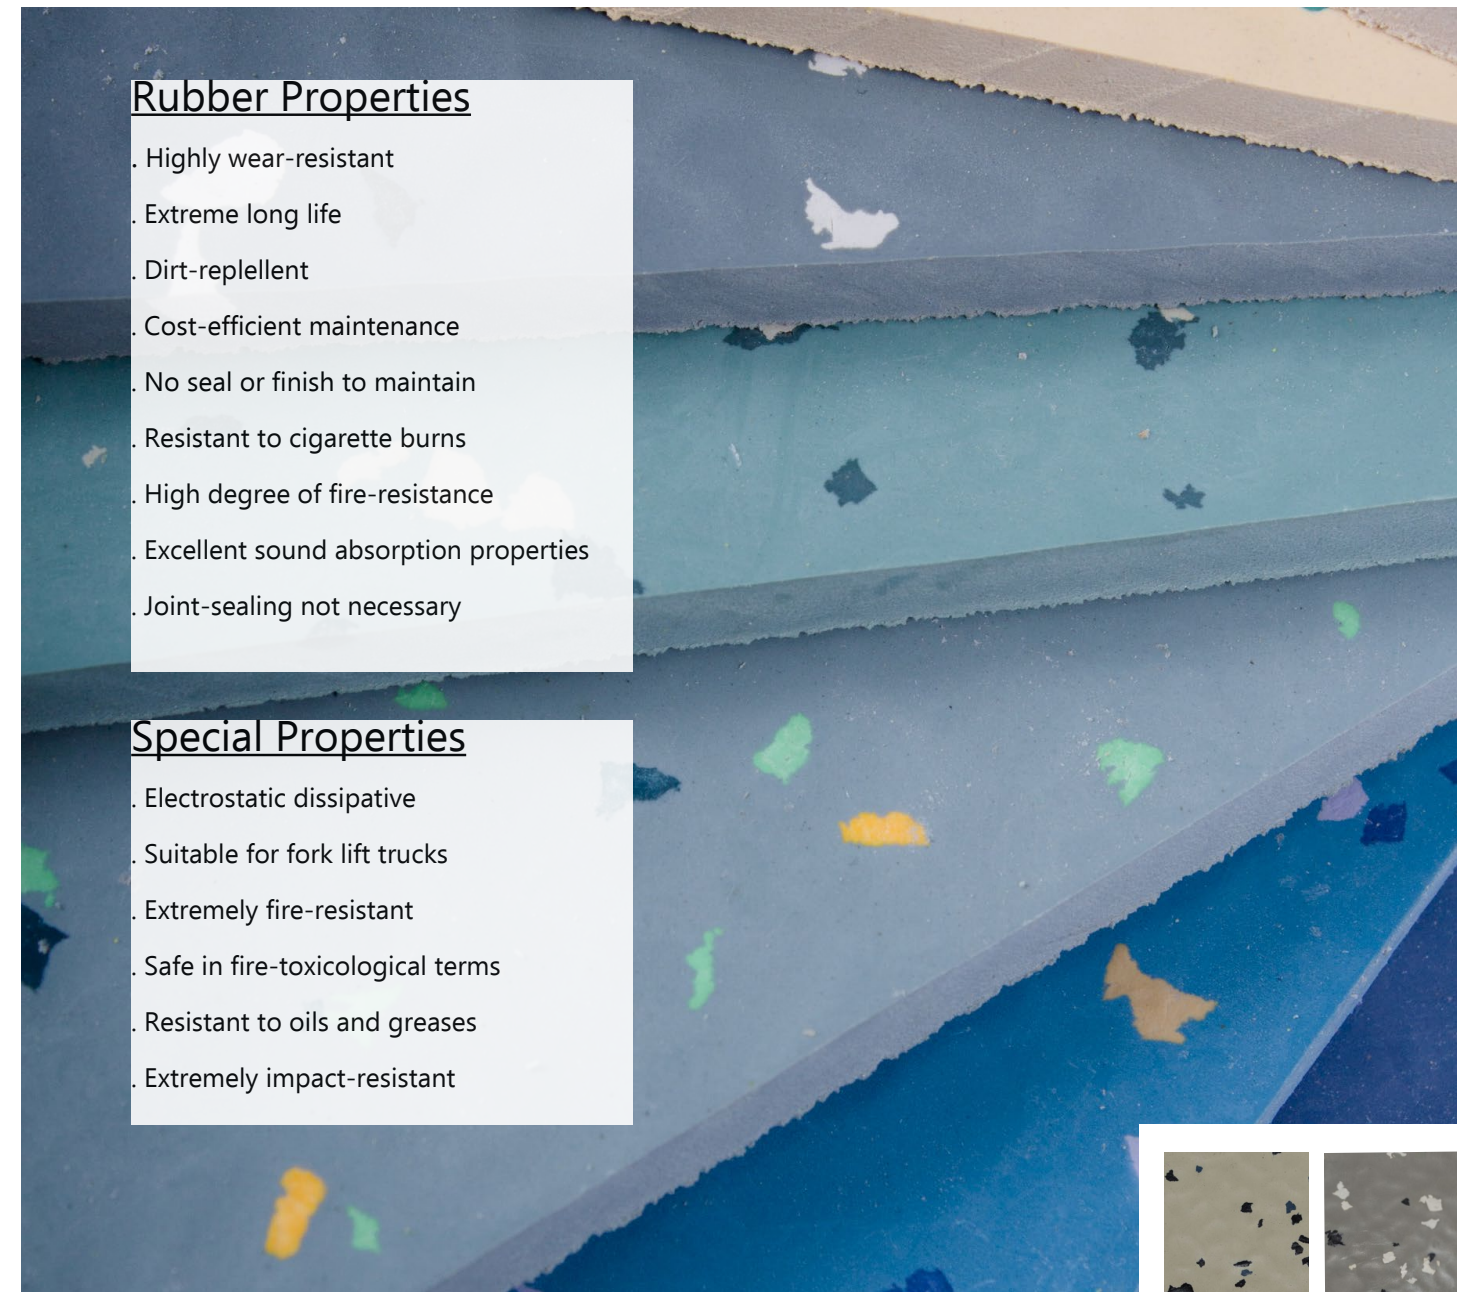 Rubber Properties
. Highly wear-resistant
. Extreme long life
. Dirt-replellent
. Cost-efficient maintenance
. No seal or finish to maintain
. Resistant to cigarette burns
. High degree of fire-resistance
. Excellent sound absorption properties
. Joint-sealing not necessary
Special Properties
. Electrostatic dissipative
. Suitable for fork lift trucks
. Extremely fire-resistant
. Safe in fire-toxicological terms
. Resistant to oils and greases
. Extremely impact-resistant